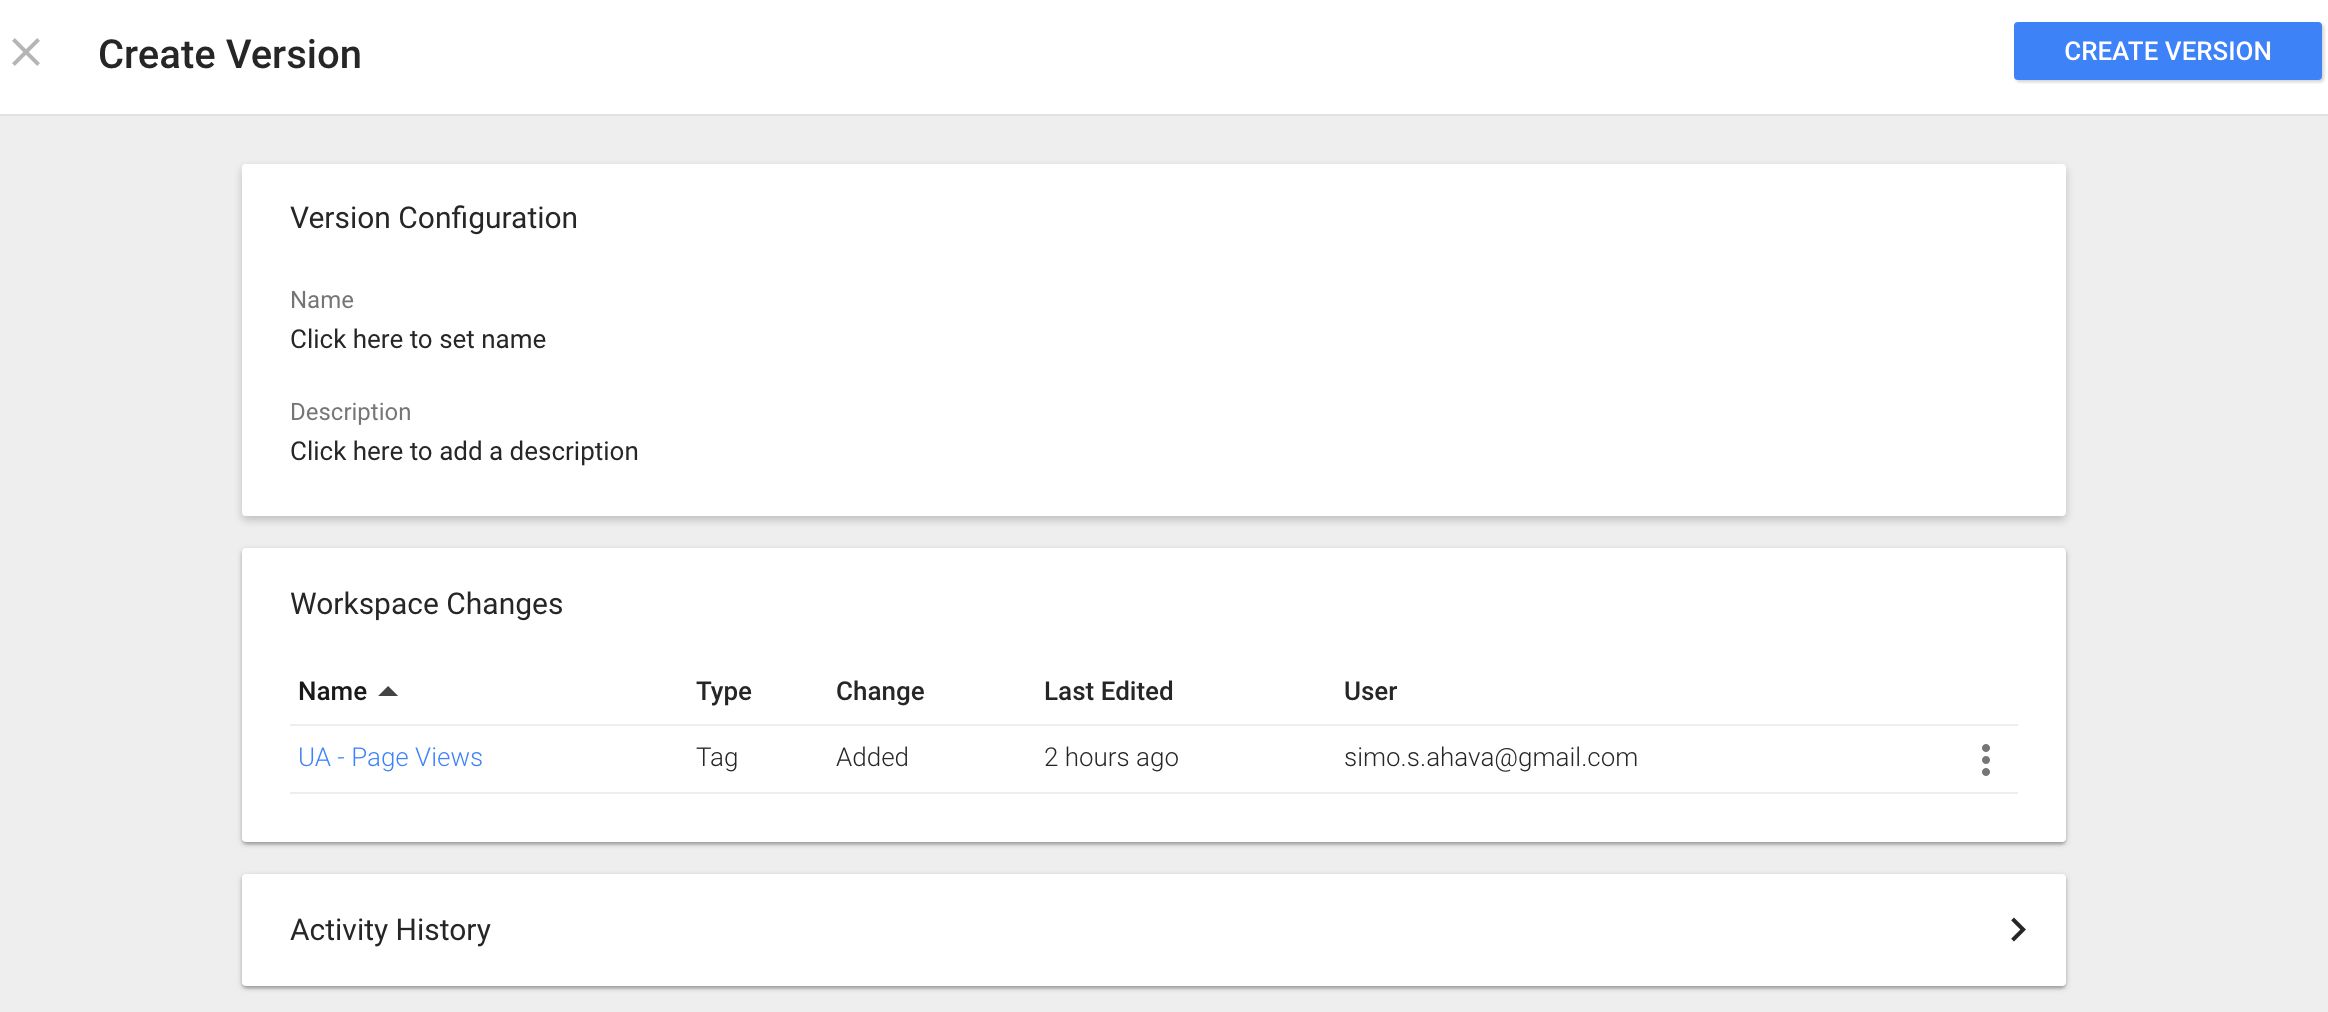 Create Version
CREATE VERSION
Version Configuration
Name
Click here to set name
Description
Click here to add a description
Workspace Changes
Name Type Change Last Edited User
UA - Page Views Tag Added 2 hours ago simo.s.ahava@gmail.com
Activity History